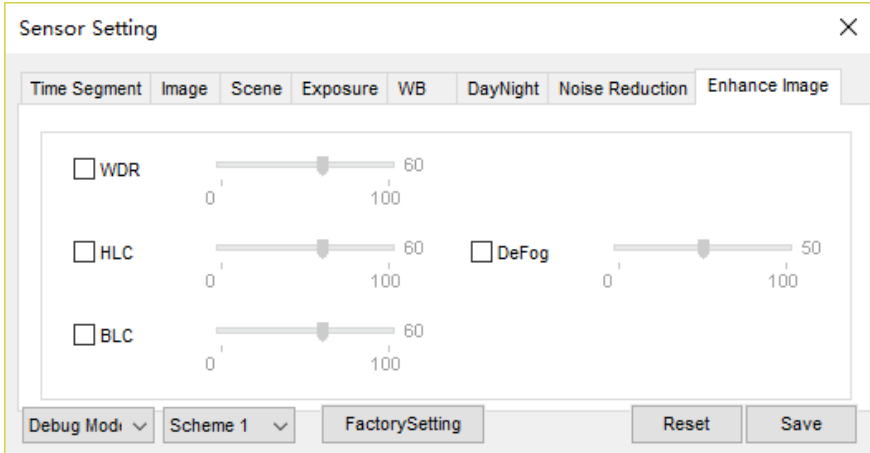 Sensor Setting
Time Segment Image Scene Exposure WB DayNight Noise Reduction Enhance Image
WDR 60
0 100
HLC 60 DeFog 50
0 100 0 100
BLC 60
0 100
Debug Mod Scheme 1 FactorySetting Reset Save